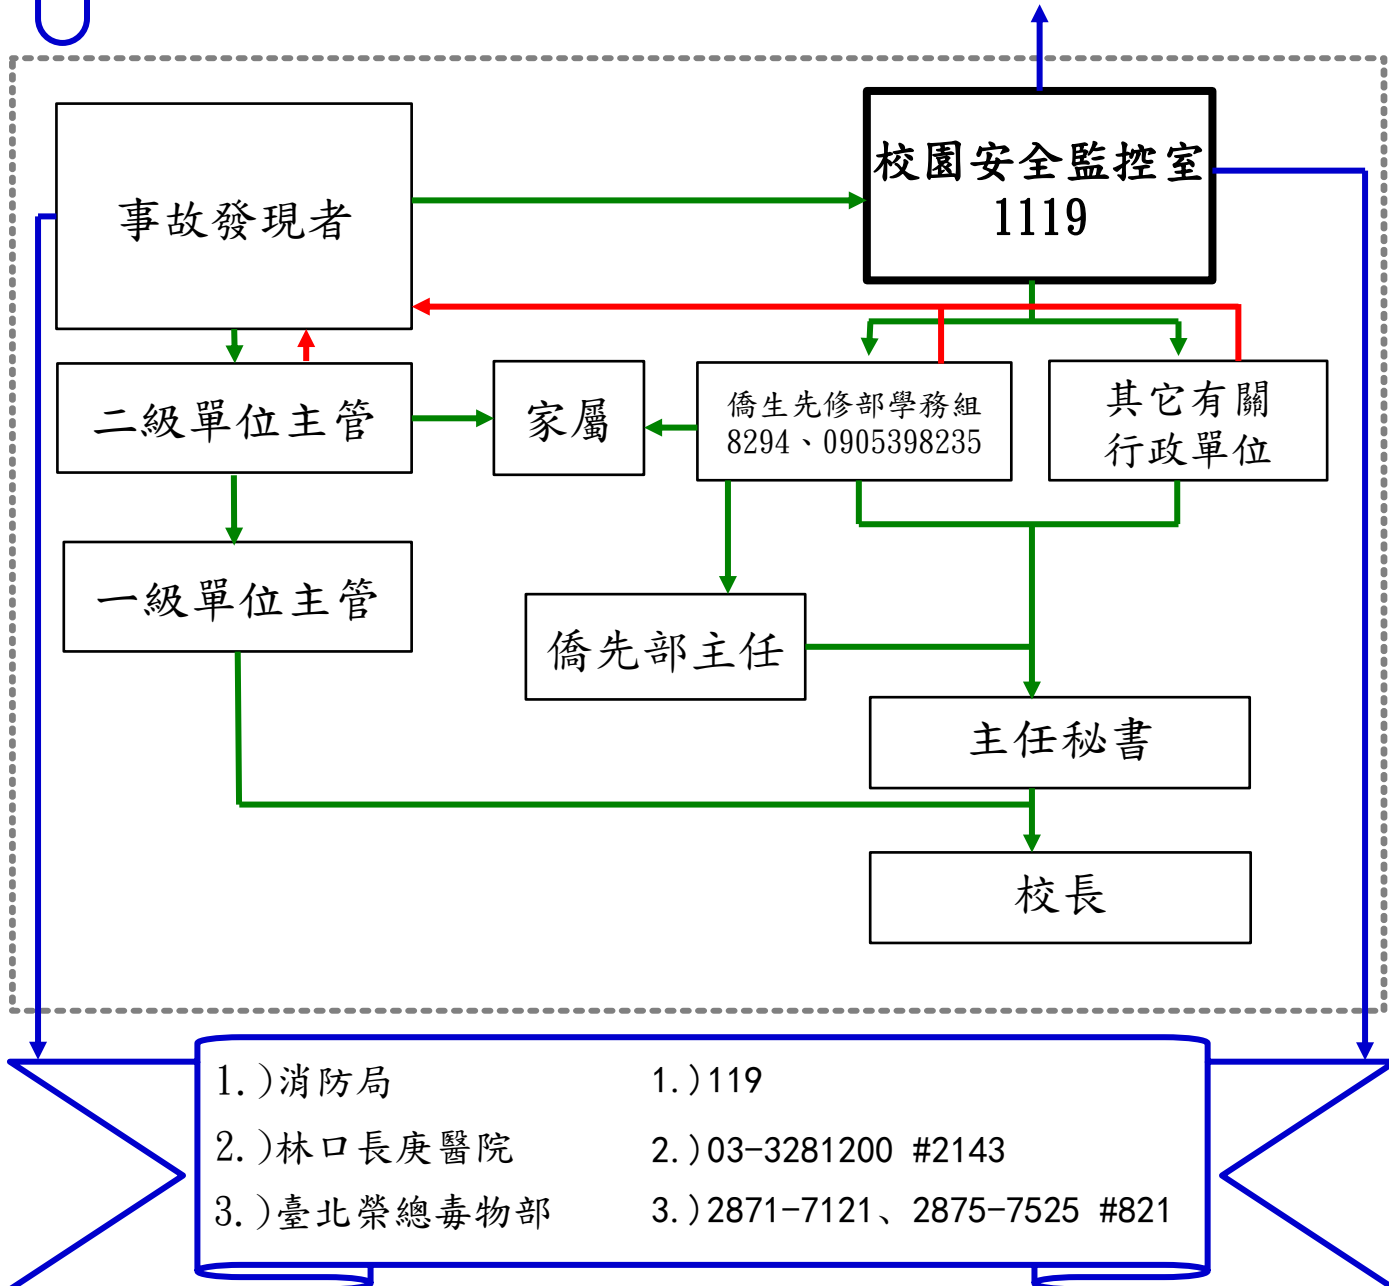 事故發現者
校園安全監控室
1119
二級單位主管
家屬
僑生先修部學務組
8294、0905398235
其它有關
行政單位
一級單位主管
僑先部主任
主任秘書
校長
1.)消防局
1.)119
2.)林口長庚醫院
2.)03-3281200 #2143
3.)臺北榮總毒物部
3.)2871-7121、2875-7525 #821